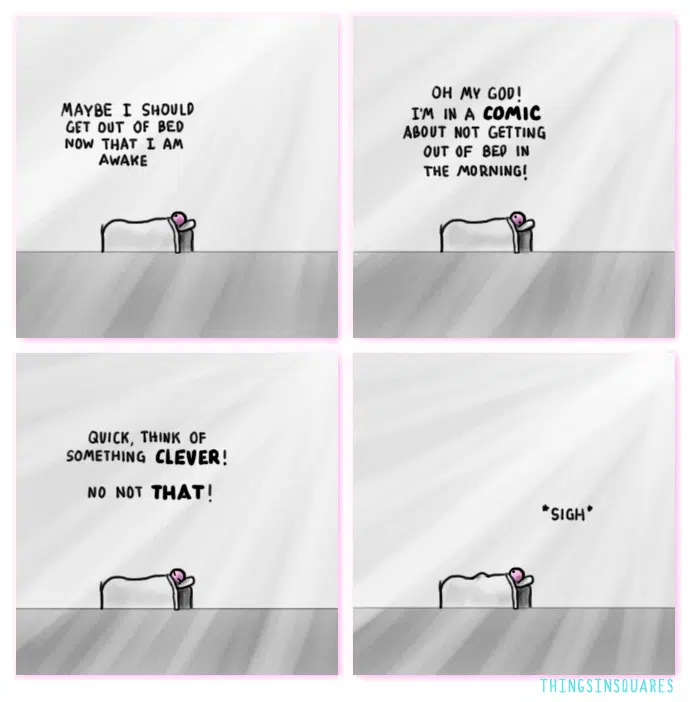 MAYBE I SHOULD
GET OUT OF BED
NOW THAT I AM
AWAKE
OH MY GOD!
I'M IN A COMIC
ABOUT NOT GETTING
OUT OF BED IN
THE MORNING!
QUICK, THINK OF
SOMETHING CLEVER!
NO NOT THAT!
*SIGH*
THINGSINSQUARES